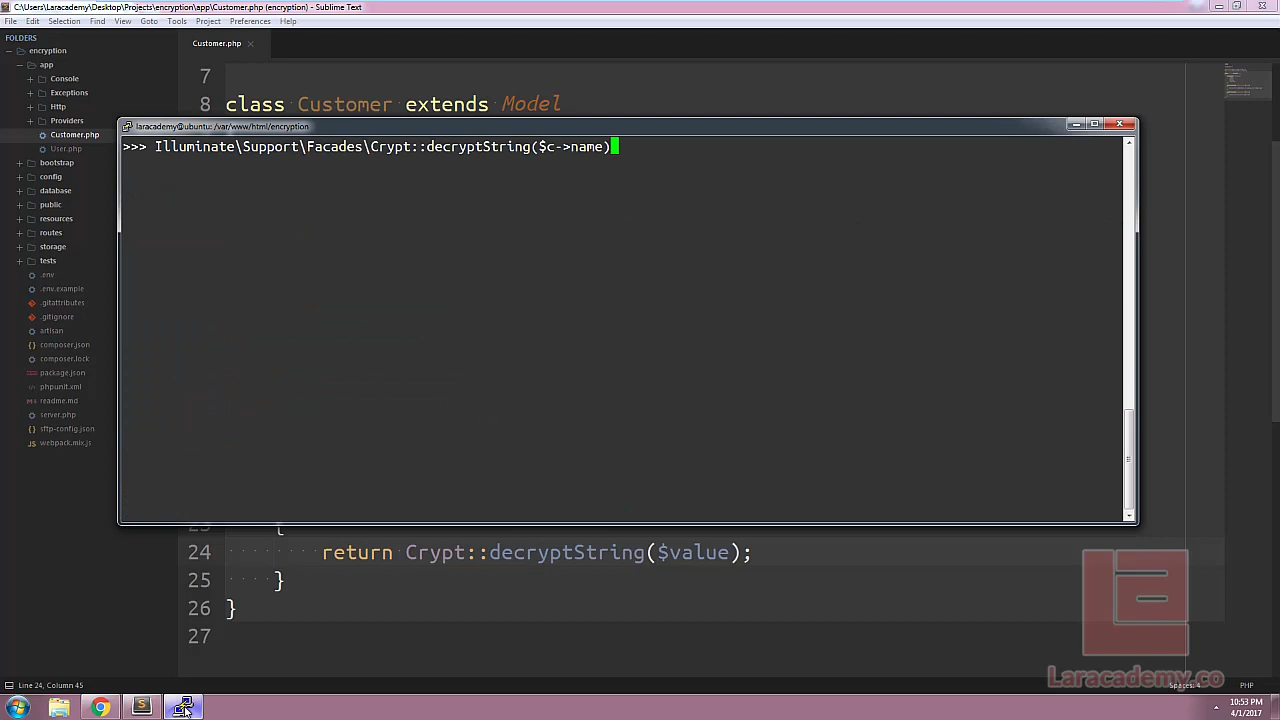 C:\Users\Laracademy\Desktop\Projects\encryption\app\Customer.php (encryption) - Sublime Text
File Edit Selection Find View Goto Tools Project Preferences Help
FOLDERS
encryption
app
Console
Exceptions
Http
Providers
Customer.php
User.php
bootstrap
config
database
public
resources
routes
storage
tests
.env
.env.example
.gitattributes
.gitignore
artisan
composer.json
composer.lock
package.json
phpunit.xml
readme.md
server.php
sftp-config.json
webpack.mix.js
Customer.php
7
8 class Customer extends Model
laracademy@ubuntu: /var/www/html/encryption
>>> Illuminate\Support\Facades\Crypt::decryptString($c->name)
23 {
24 return Crypt::decryptString($value);
25 }
26 }
27
Laracademy.co
Line 24, Column 45
Spaces: 4
PHP
10:53 PM
4/1/2017